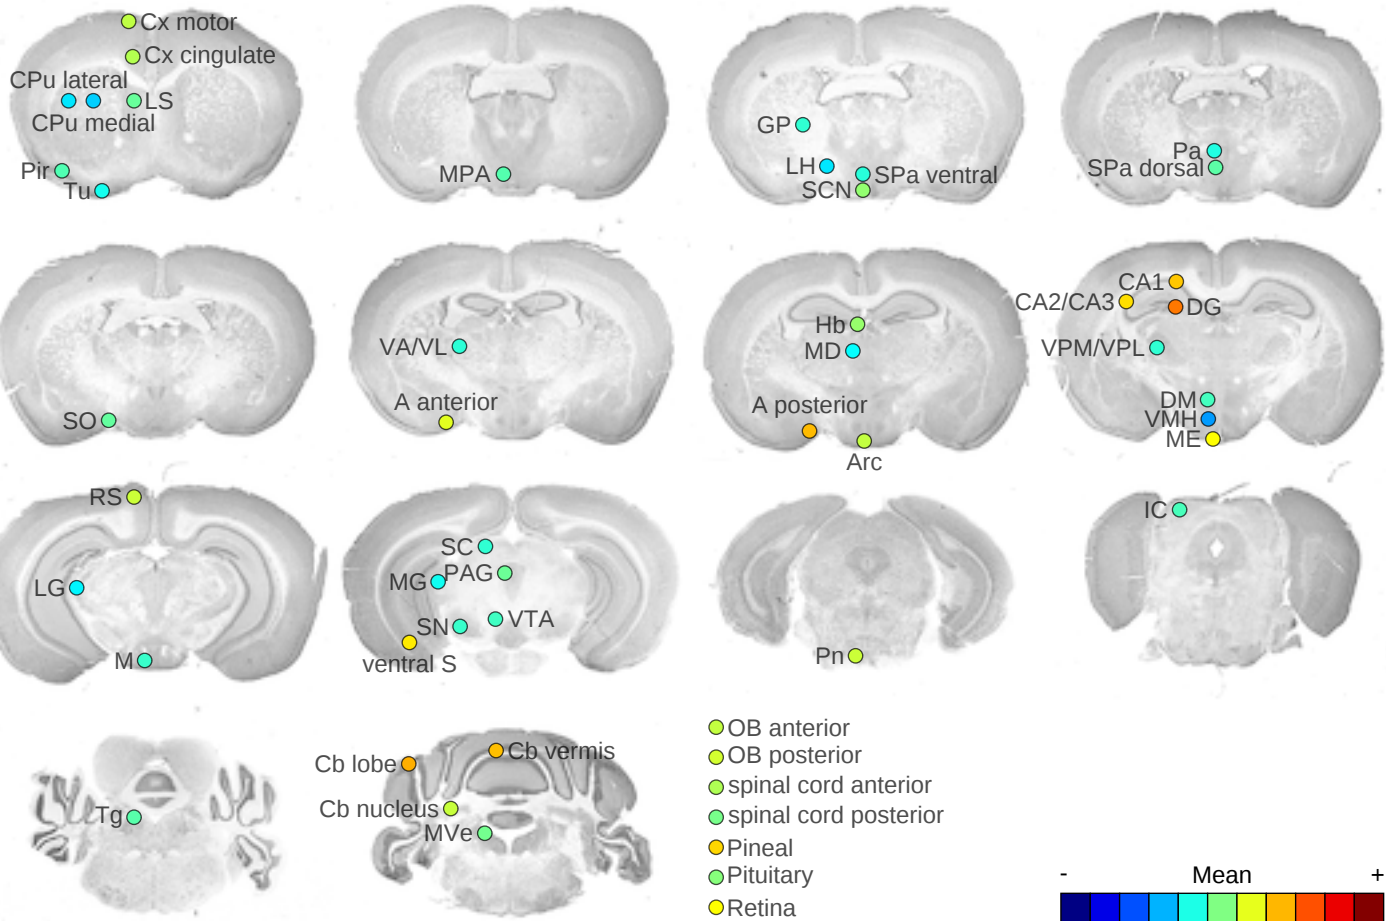 Cx motor
Cx cingulate
CPu lateral
LS
CPu medial
Pir
Tu
MPA
GP
LH
SPa ventral
SCN
Pa
SPa dorsal
SO
VA/VL
A anterior
Hb
MD
A posterior
Arc
CA1
CA2/CA3
DG
VPM/VPL
DM
VMH
ME
RS
LG
M
SC
PAG
MG
VTA
SN
ventral S
Pn
IC
Tg
Cb lobe
Cb vermis
Cb nucleus
MVe
OB anterior
OB posterior
spinal cord anterior
spinal cord posterior
Pineal
Pituitary
Retina
- Mean +